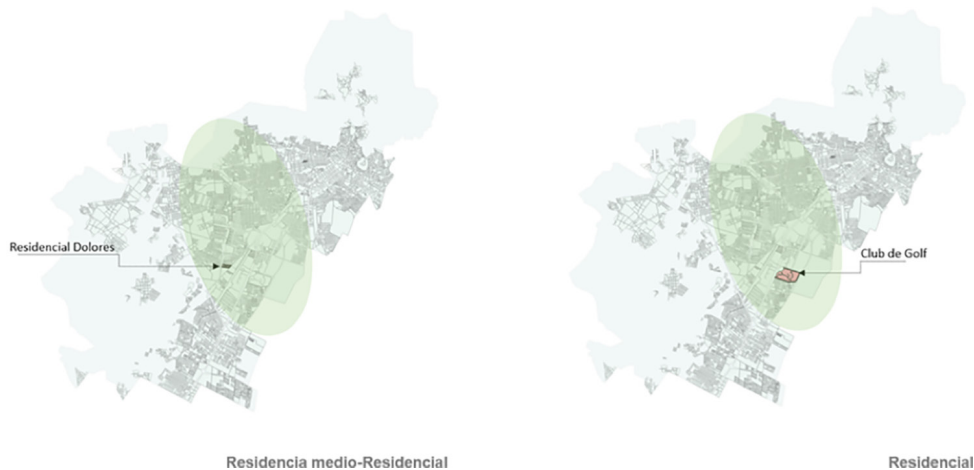 Residencial Dolores
Club de Golf
Residencia medio-Residencial
Residencial